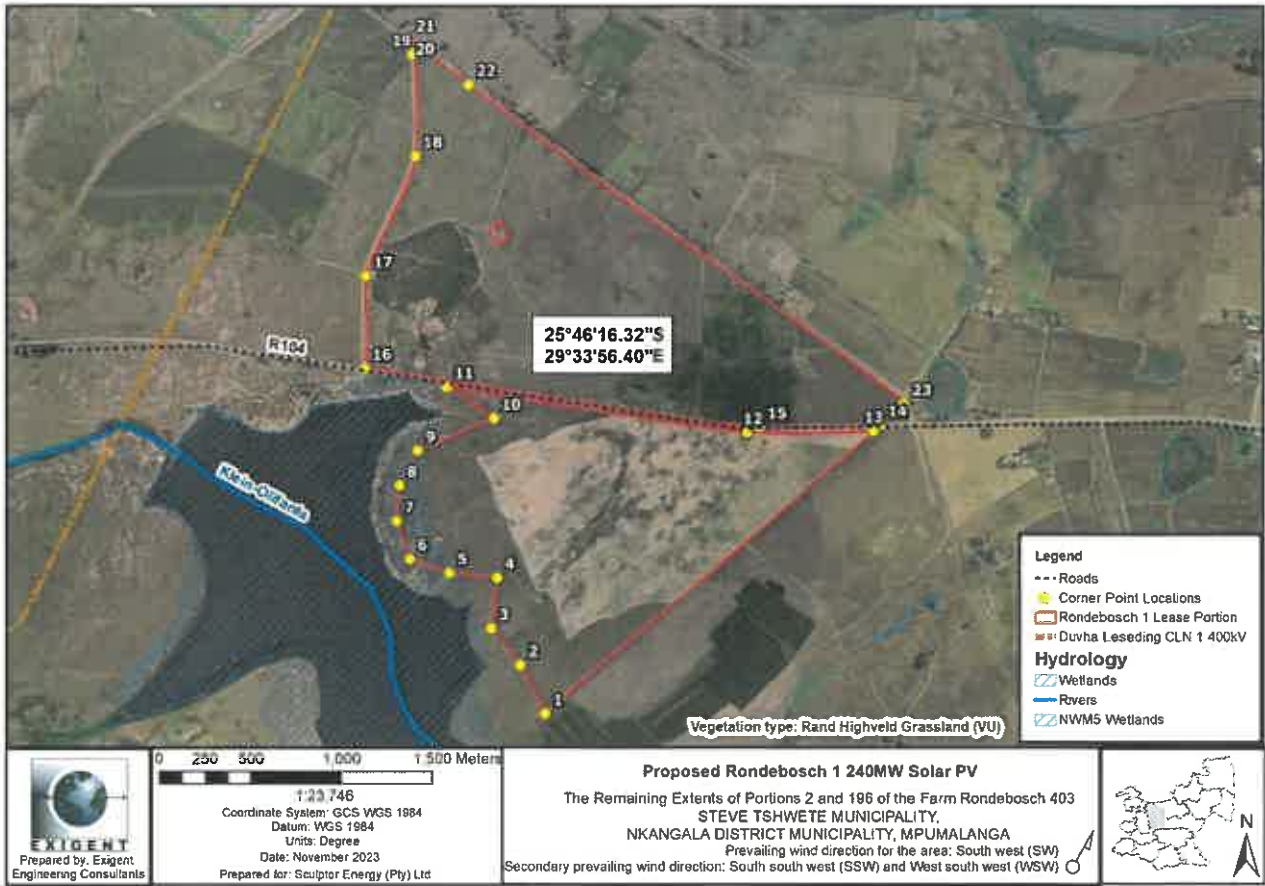 21
19
20
22
18
17
R104
16
25°46'16.32"S
29°33'56.40"E
11
10
23
12
15
13
14
9
8
Klein-Olifants
7
6
5
4
3
2
1
Legend
Roads
Corner Point Locations
Rondebosch 1 Lease Portion
Duvha Leseding CLN 1 400kV
Hydrology
Wetlands
Rivers
NWM5 Wetlands
Vegetation type: Rand Highveld Grassland (VU)
EXIGENT
Prepared by: Exigent
Engineering Consultants
0 250 500 1,000 1 500 Meters
1:23,746
Coordinate System: GCS WGS 1984
Datum: WGS 1984
Units: Degree
Date: November 2023
Prepared for: Sculptor Energy (Pty) Ltd
Proposed Rondebosch 1 240MW Solar PV
The Remaining Extents of Portions 2 and 196 of the Farm Rondebosch 403
STEVE TSHWETE MUNICIPALITY,
NKANGALA DISTRICT MUNICIPALITY, MPUMALANGA
Prevailing wind direction for the area: South west (SW)
Secondary prevailing wind direction: South south west (SSW) and West south west (WSW)
N